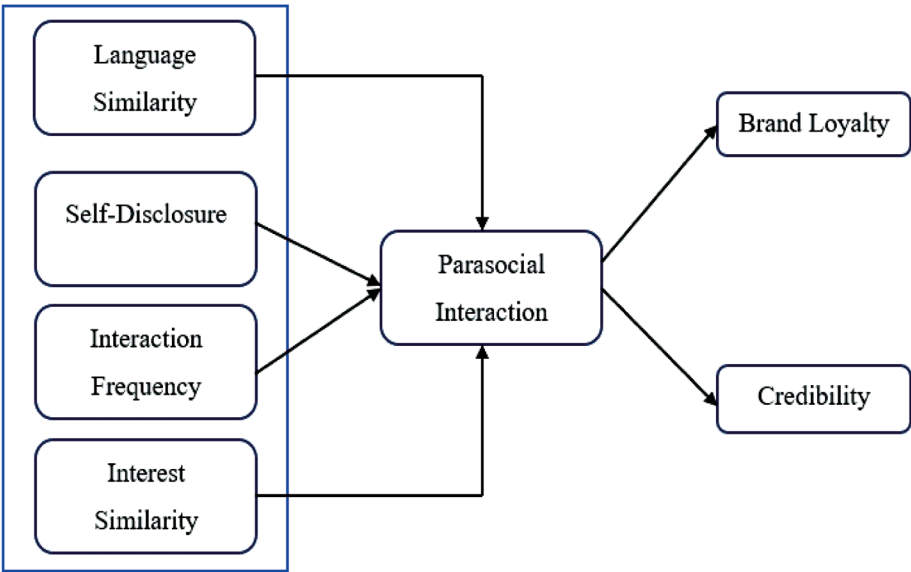 Language
Similarity
Self-Disclosure
Interaction
Frequency
Interest
Similarity
Parasocial
Interaction
Brand Loyalty
Credibility